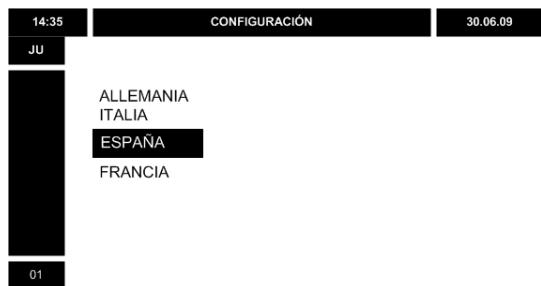 14:35 CONFIGURACIÓN 30.06.09
JU
ALLEMANIA
ITALIA
ESPAÑA
FRANCIA
01